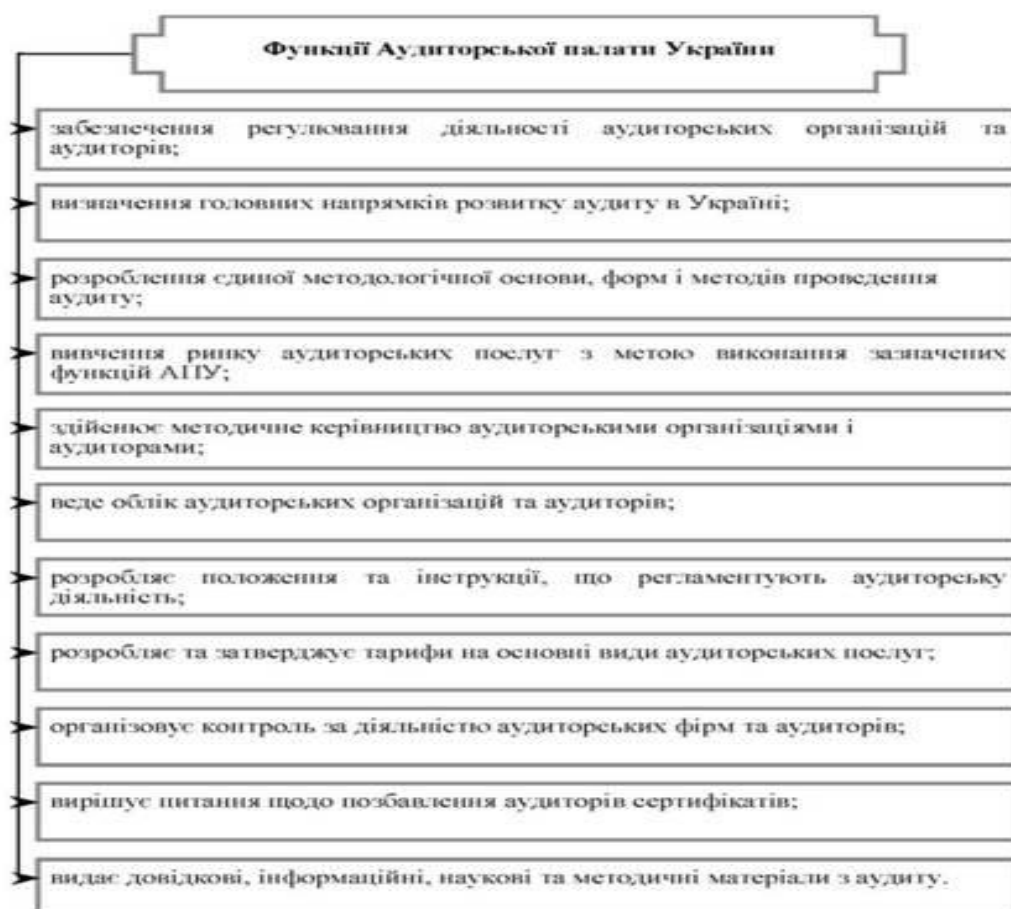 Функції Аудиторської палати України
забезпечення регулювання діяльності аудиторських організацій та
аудиторів;
визначення головних напрямків розвитку аудиту в Україні;
розроблення єдиної методологічної основи, форм і методів проведення
аудиту;
вивчення ринку аудиторських послуг з метою виконання зазначених
функцій АПУ;
здійснює методичне керівництво аудиторськими організаціями і
аудиторами;
веде облік аудиторських організацій та аудиторів;
розробляє положення та інструкції, що регламентують аудиторську
діяльність;
розробляє та затверджує тарифи на основні види аудиторських послуг;
організовує контроль за діяльністю аудиторських фірм та аудиторів;
вирішує питання щодо позбавлення аудиторів сертифікатів;
видає довідкові, інформаційні, наукові та методичні матеріали з аудиту.